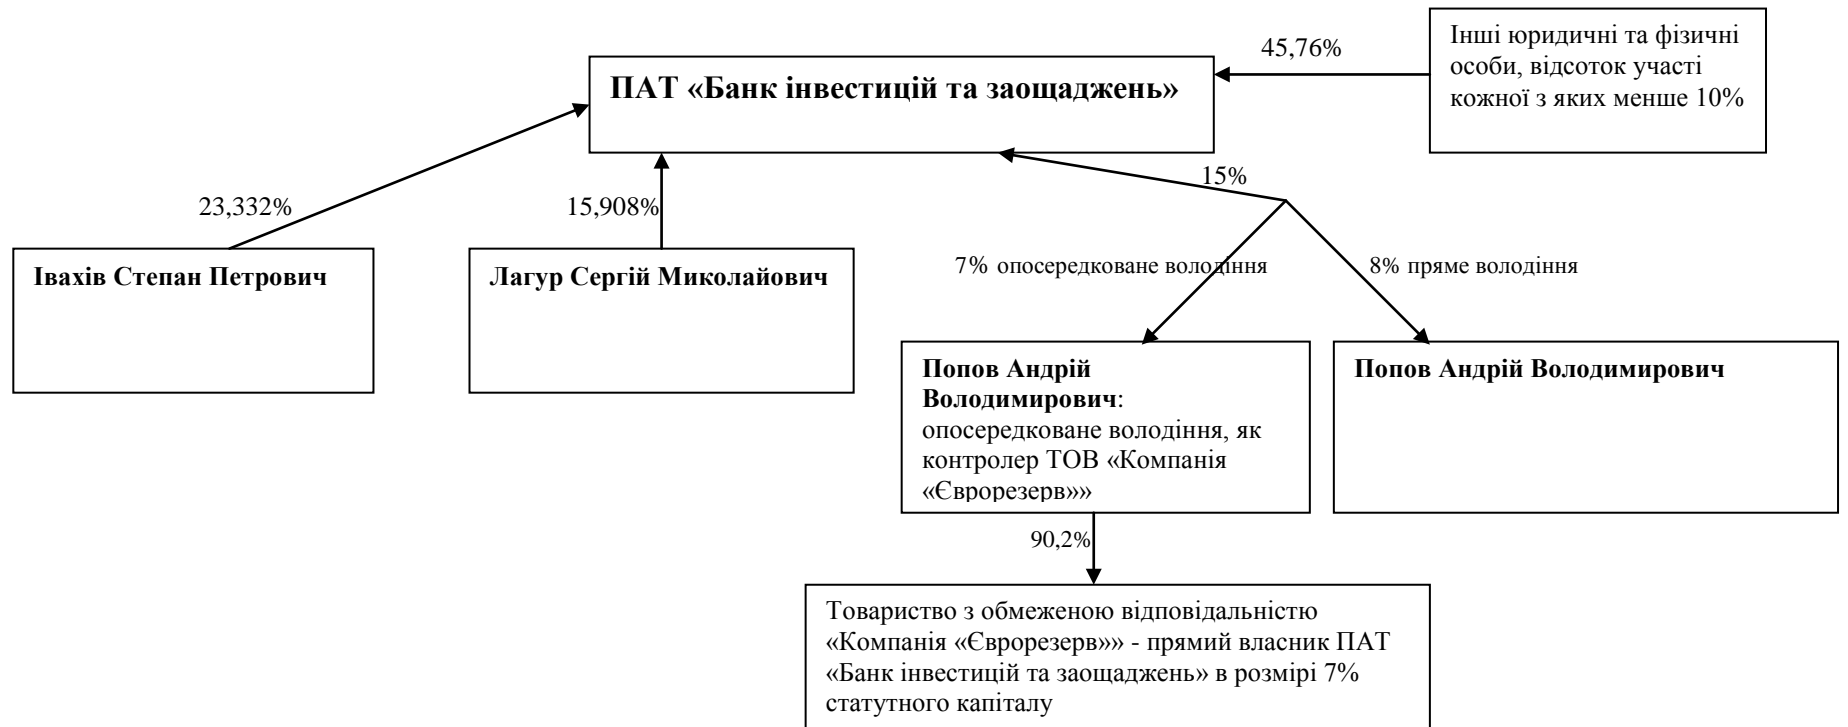 45,76%
Інші юридичні та фізичні
особи, відсоток участі
кожної з яких менше 10%
ПАТ «Банк інвестицій та заощаджень»
15%
23,332%
15,908%
Івахів Степан Петрович
Лагур Сергій Миколайович
7% опосередковане володіння
8% пряме володіння
Попов Андрій
Володимирович:
опосередковане володіння, як
контролер ТОВ «Компанія
«Єврорезерв»»
Попов Андрій Володимирович
90,2%
Товариство з обмеженою відповідальністю
«Компанія «Єврорезерв»» - прямий власник ПАТ
«Банк інвестицій та заощаджень» в розмірі 7%
статутного капіталу